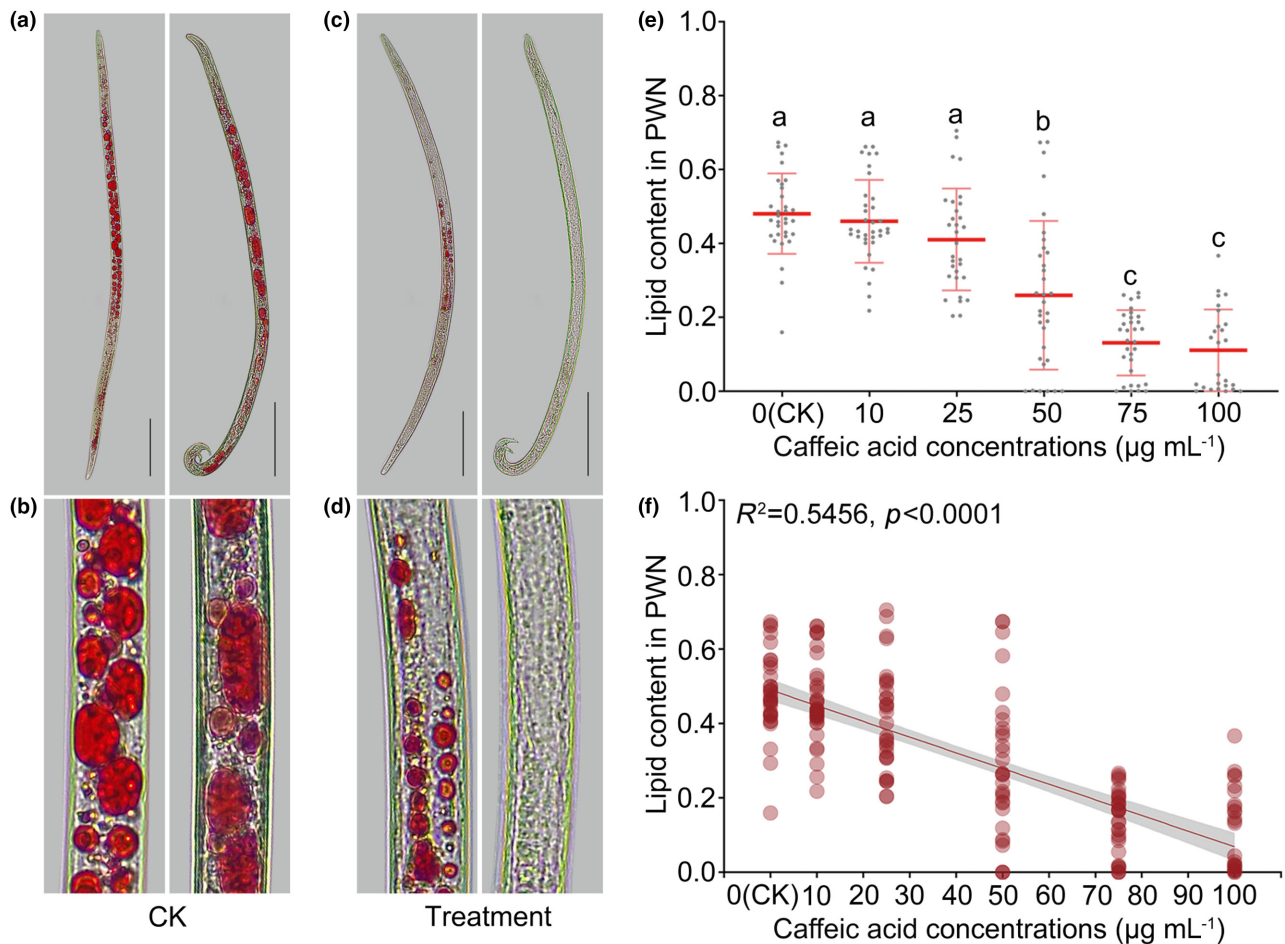 (a)
(c)
(b)
(d)
CK
Treatment
(e)
1.0
0.8
0.6
0.4
0.2
0.0
Lipid content in PWN
a
a
a
b
c
c
0(CK) 10 25 50 75 100
Caffeic acid concentrations (µg mL⁻¹)
(f)
R²=0.5456, p<0.0001
1.0
0.8
0.6
0.4
0.2
0.0
Lipid content in PWN
0(CK) 10 20 30 40 50 60 70 80 90 100
Caffeic acid concentrations (µg mL⁻¹)